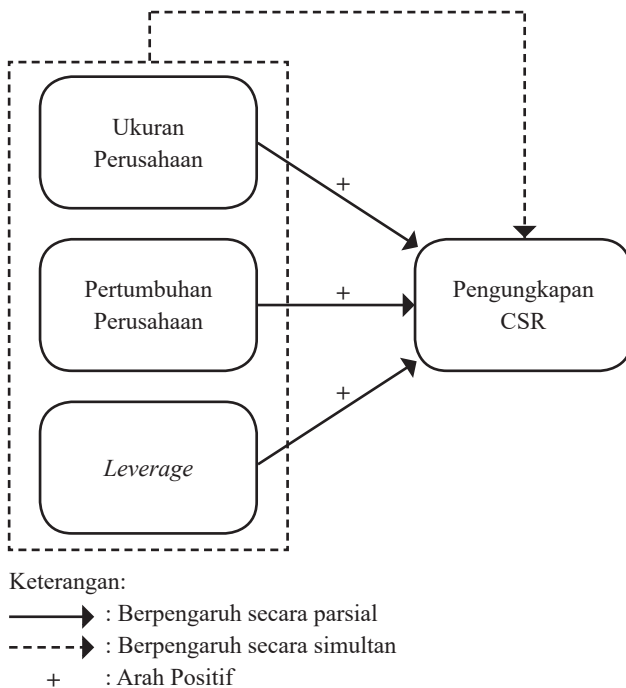 Ukuran
Perusahaan
+
Pertumbuhan
Perusahaan
+
Pengungkapan
CSR
+
Leverage
Keterangan:
: Berpengaruh secara parsial
: Berpengaruh secara simultan
+ : Arah Positif